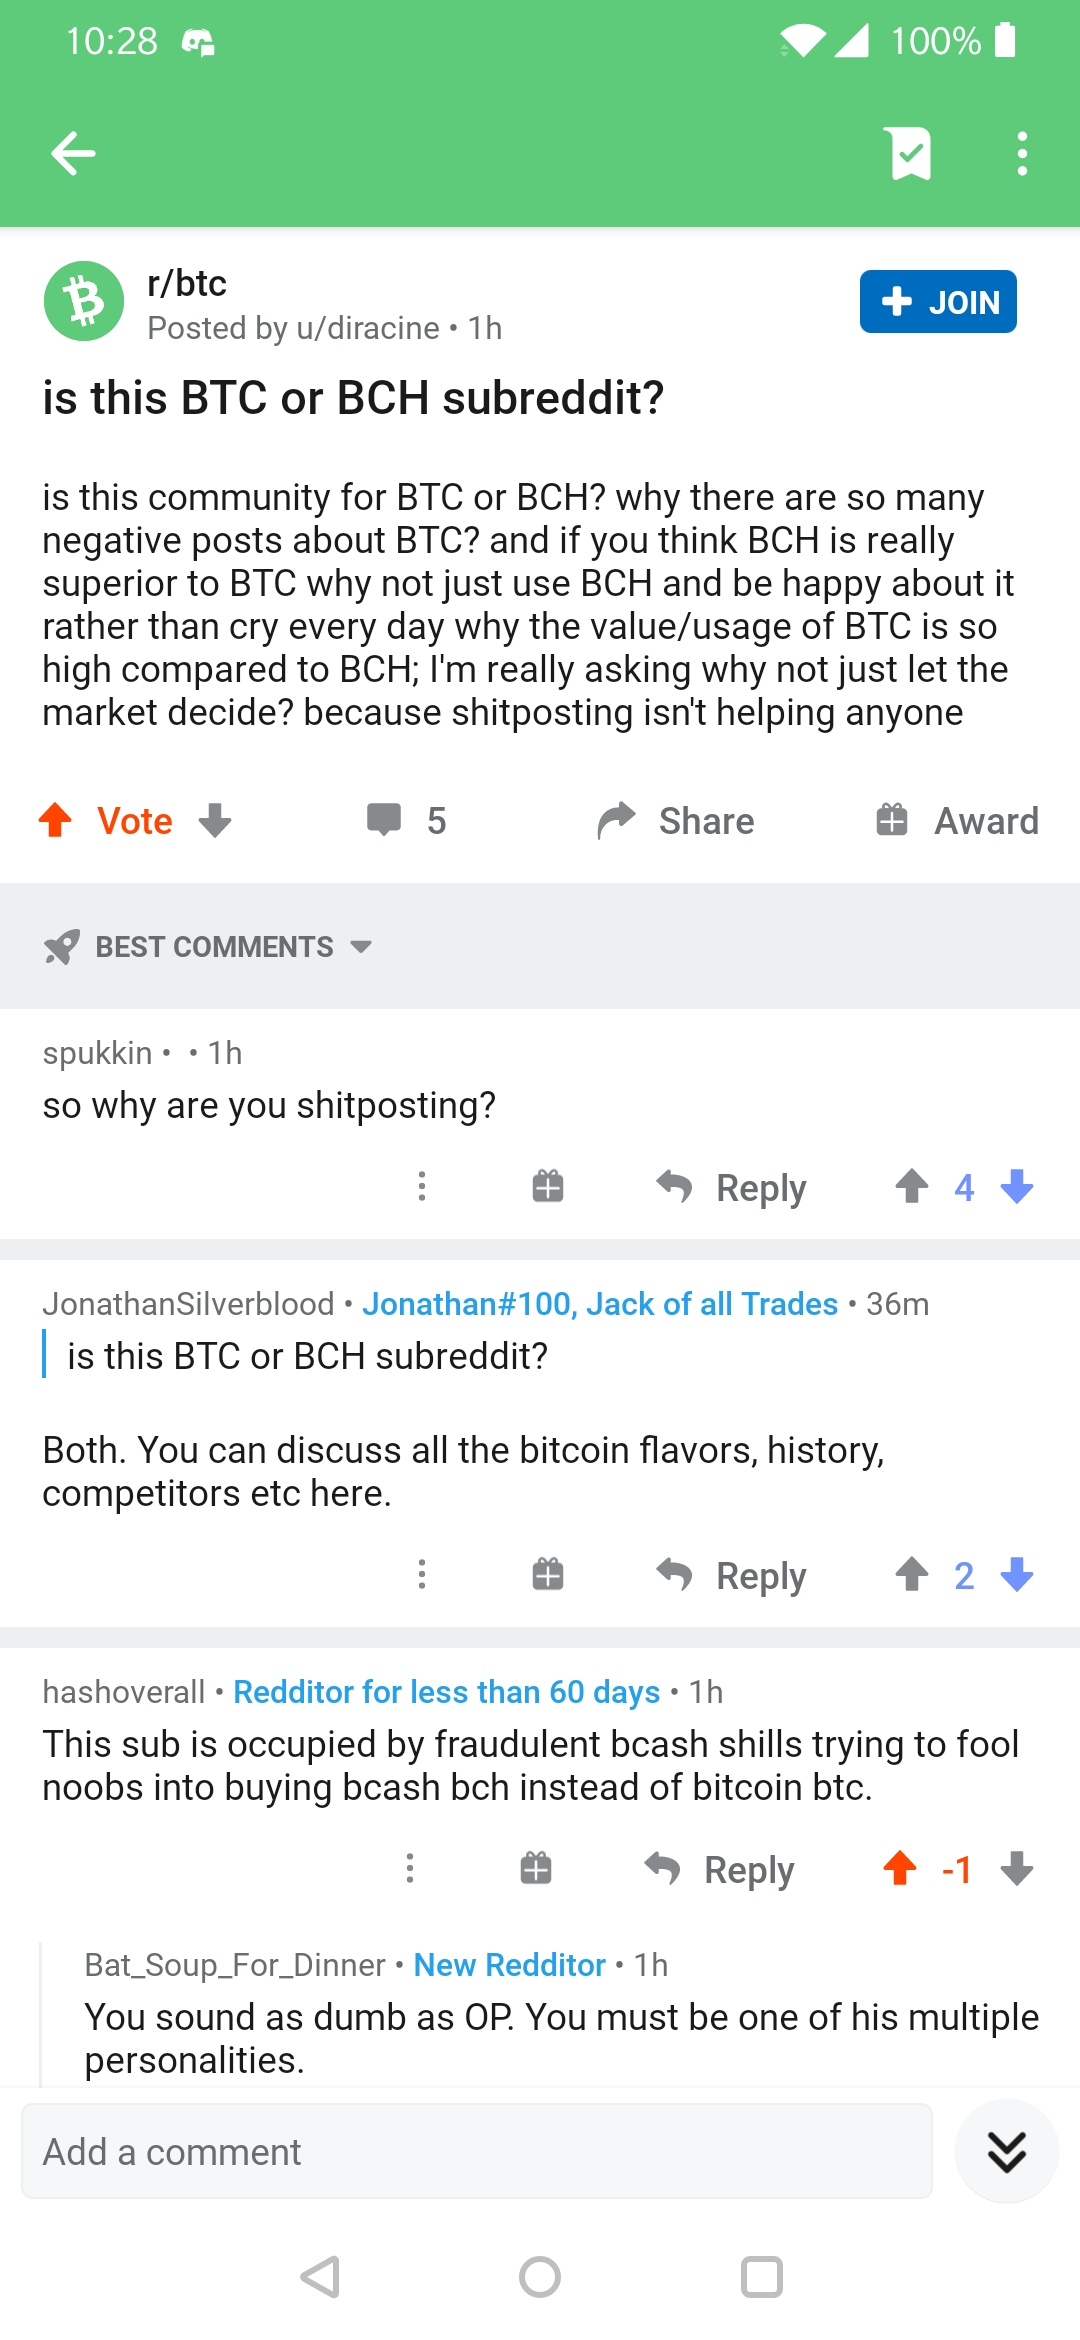 10:28
100%
r/btc
Posted by u/diracine • 1h
JOIN
is this BTC or BCH subreddit?
is this community for BTC or BCH? why there are so many
negative posts about BTC? and if you think BCH is really
superior to BTC why not just use BCH and be happy about it
rather than cry every day why the value/usage of BTC is so
high compared to BCH; I'm really asking why not just let the
market decide? because shitposting isn't helping anyone
Vote
5
Share
Award
BEST COMMENTS
spukkin • • 1h
so why are you shitposting?
Reply
4
JonathanSilverblood • Jonathan#100, Jack of all Trades • 36m
is this BTC or BCH subreddit?
Both. You can discuss all the bitcoin flavors, history,
competitors etc here.
Reply
2
hashoverall • Redditor for less than 60 days • 1h
This sub is occupied by fraudulent bcash shills trying to fool
noobs into buying bcash bch instead of bitcoin btc.
Reply
-1
Bat_Soup_For_Dinner • New Redditor • 1h
You sound as dumb as OP. You must be one of his multiple
personalities.
Add a comment